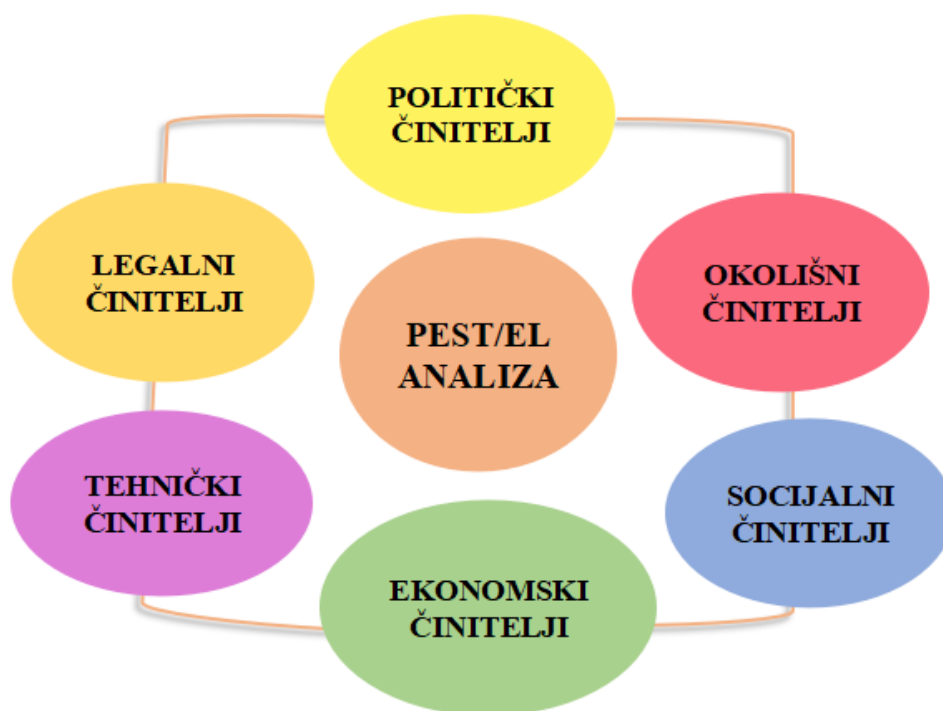 POLITIČKI
ČINITELJI
LEGALNI
ČINITELJI
OKOLIŠNI
ČINITELJI
PEST/EL
ANALIZA
TEHNIČKI
ČINITELJI
SOCIJALNI
ČINITELJI
EKONOMSKI
ČINITELJI